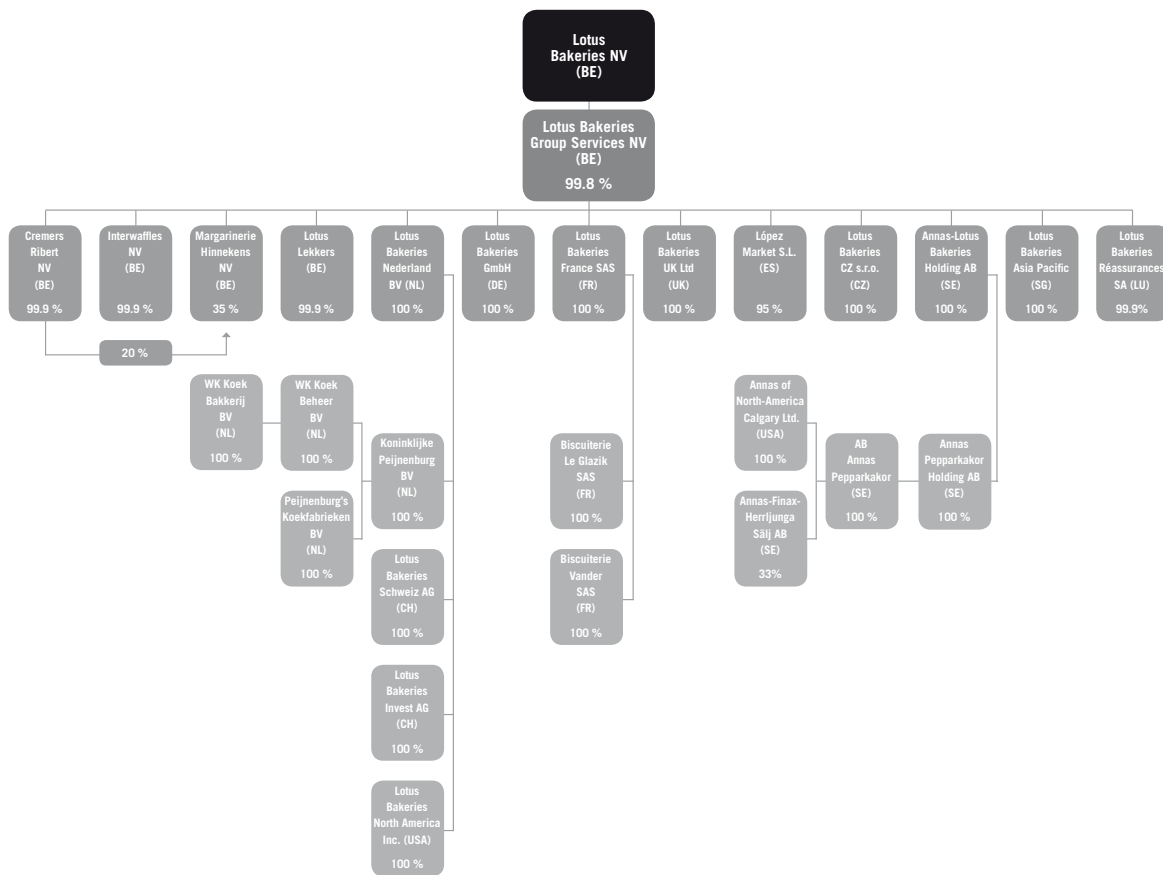 Lotus
Bakeries NV
(BE)
Lotus Bakeries
Group Services NV
(BE)
99.8 %
Cremers
Ribert
NV
(BE)
99.9 %
Interwaffles
NV
(BE)
99.9 %
Margarinerie
Hinnekens
NV
(BE)
35 %
Lotus
Lekkers
(BE)
99.9 %
Lotus
Bakeries
Nederland
BV (NL)
100 %
Lotus
Bakeries
GmbH
(DE)
100 %
Lotus
Bakeries
France SAS
(FR)
100 %
Lotus
Bakeries
UK Ltd
(UK)
100 %
López
Market S.L.
(ES)
95 %
Lotus
Bakeries
CZ s.r.o.
(CZ)
100 %
Annas-Lotus
Bakeries
Holding AB
(SE)
100 %
Lotus
Bakeries
Asia Pacific
(SG)
100 %
Lotus
Bakeries
Réassurances
SA (LU)
99.9%
20 %
WK Koek
Bakkerij
BV
(NL)
100 %
WK Koek
Beheer
BV
(NL)
100 %
Peijnenburg's
Koekfabrieken
BV
(NL)
100 %
Koninklijke
Peijnenburg
BV
(NL)
100 %
Lotus
Bakeries
Schweiz AG
(CH)
100 %
Lotus
Bakeries
Invest AG
(CH)
100 %
Lotus
Bakeries
North America
Inc. (USA)
100 %
Biscuiterie
Le Glazik
SAS
(FR)
100 %
Biscuiterie
Vander
SAS
(FR)
100 %
Annas of
North-America
Calgary Ltd.
(USA)
100 %
Annas-Finax-
Herrljunga
Sälj AB
(SE)
33%
AB
Annas
Pepparkakor
(SE)
100 %
Annas
Pepparkakor
Holding AB
(SE)
100 %